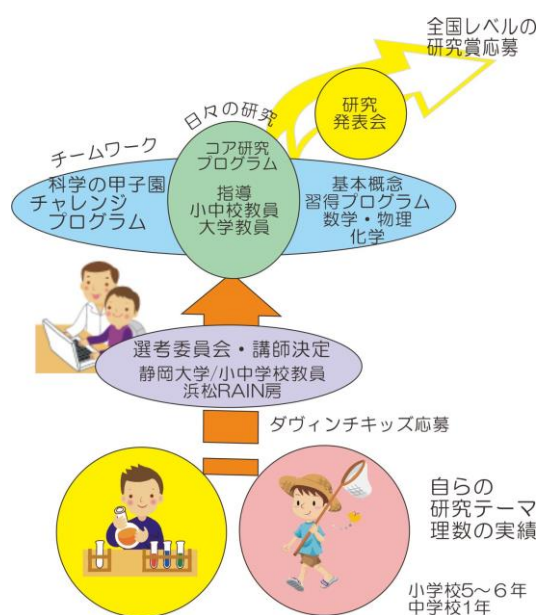 全国レベルの
研究賞応募
研究
発表会
日々の研究
チームワーク
コア研究
プログラム
指導
小中校教員
大学教員
科学の甲子園
チャレンジ
プログラム
基本概念
習得プログラム
数学・物理
化学
選考委員会・講師決定
静岡大学/小中学校教員
浜松RAIN房
ダヴィンチキッズ応募
自らの
研究テーマ
理数の実績
小学校5～6年
中学校1年